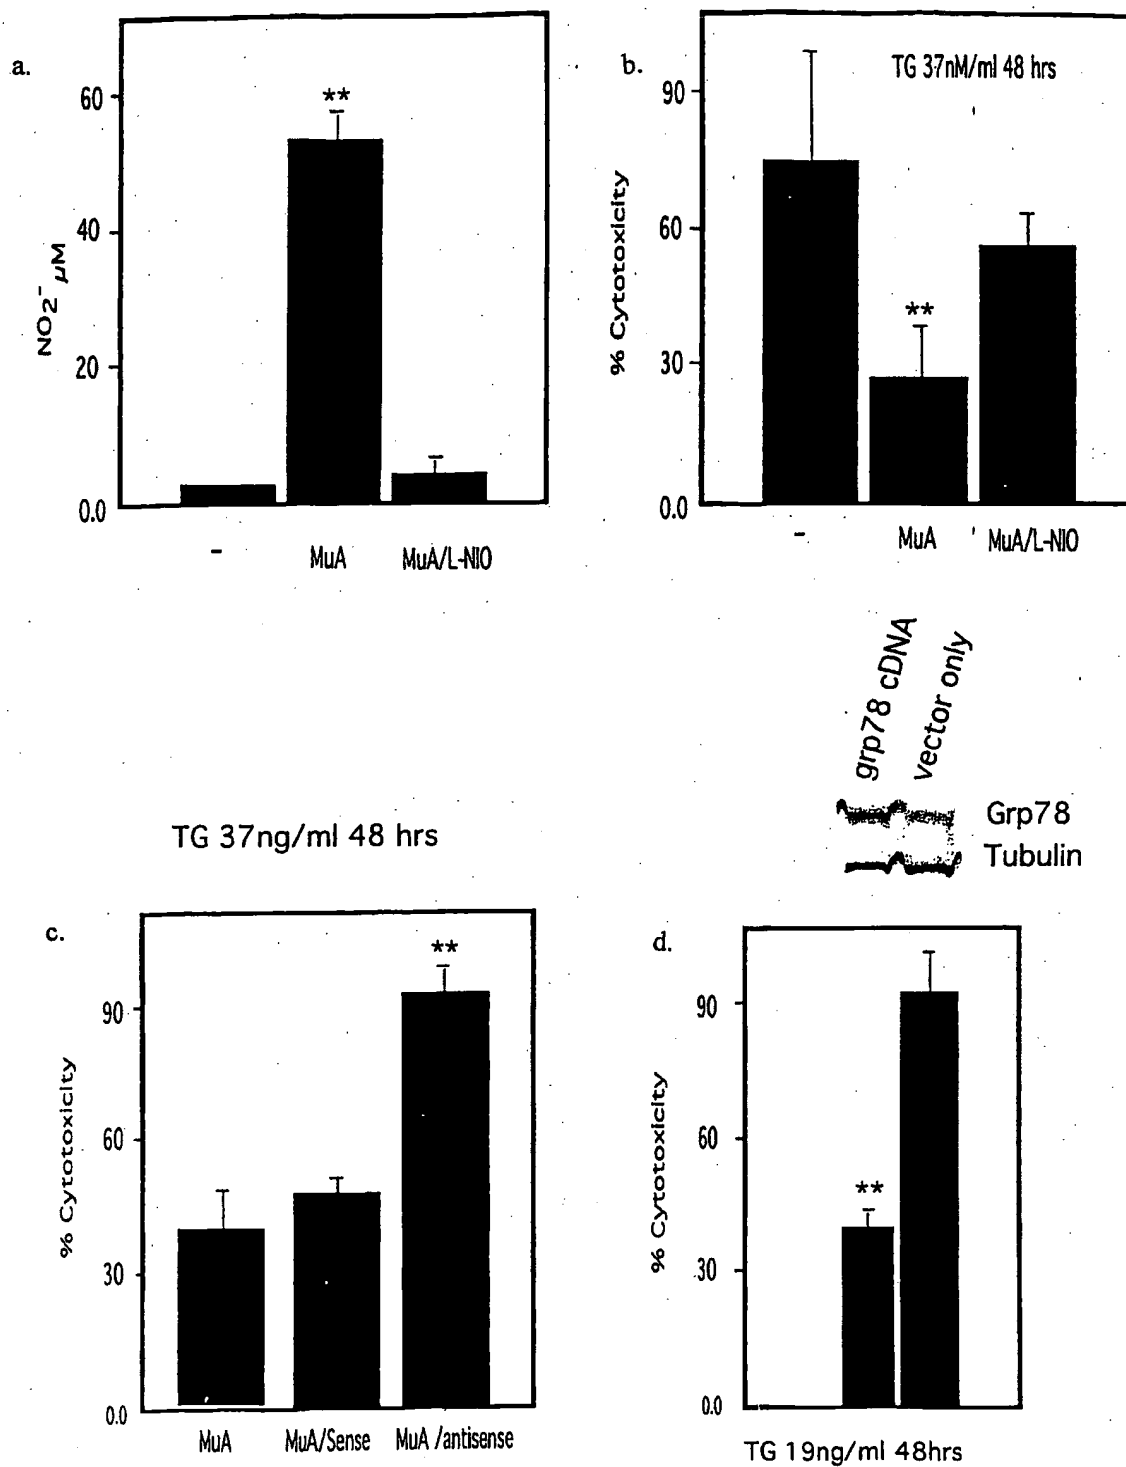 a.
**
60
40
20
0.0
NO2- µM
-
MuA
MuA/L-NIO
b.
TG 37nM/ml 48 hrs
90
60
30
0.0
% Cytotoxicity
**
-
MuA
MuA/L-NIO
TG 37ng/ml 48 hrs
c.
**
90
60
30
0.0
% Cytotoxicity
MuA
MuA/Sense
MuA /antisense
grp78 cDNA
vector only
Grp78
Tubulin
d.
**
90
60
30
0.0
% Cytotoxicity
TG 19ng/ml 48hrs